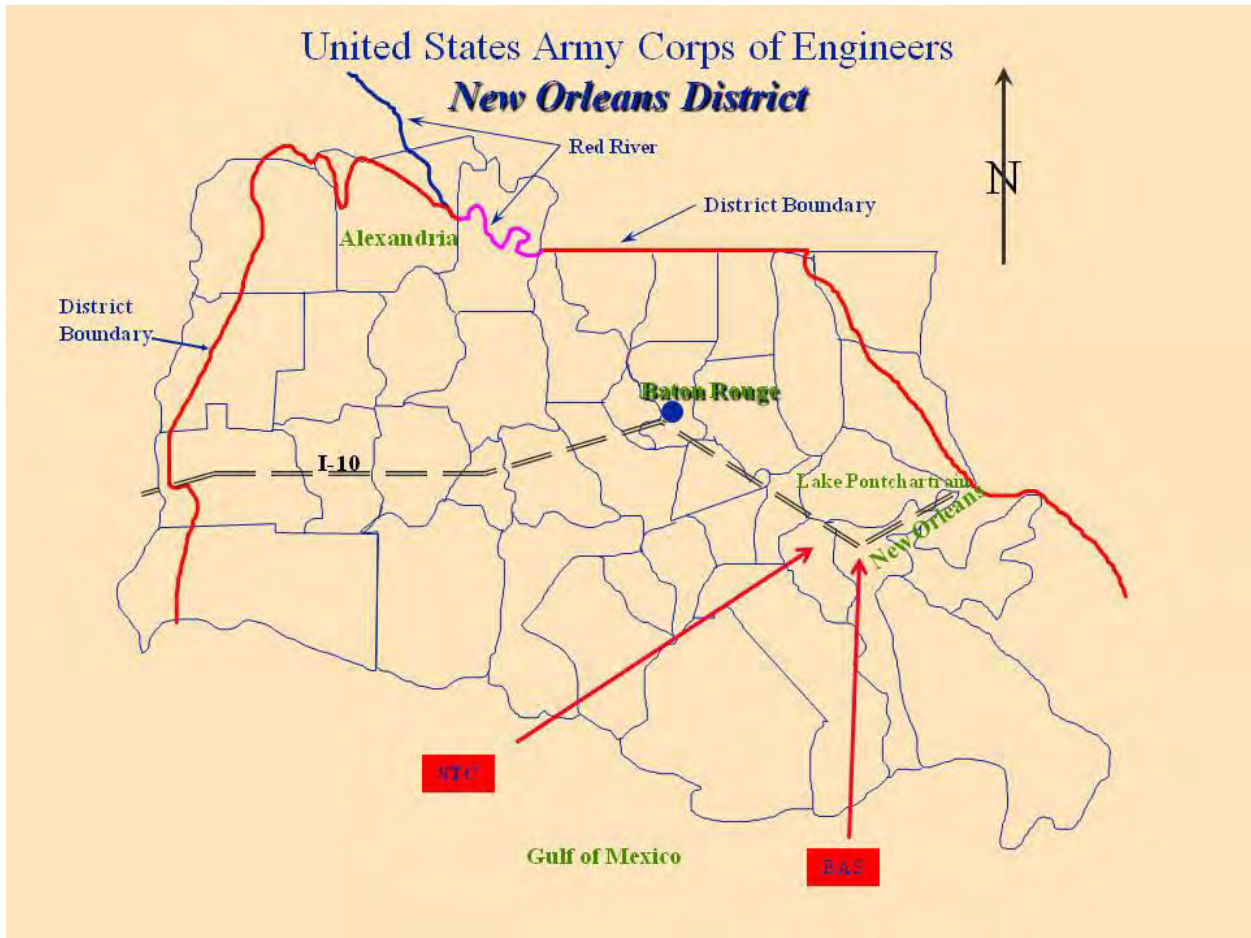 United States Army Corps of Engineers
New Orleans District
Red River
N
District Boundary
Alexandria
District
Boundary
Baton Rouge
I-10
Lake Pontchartrain
New Orleans
BAS
Gulf of Mexico